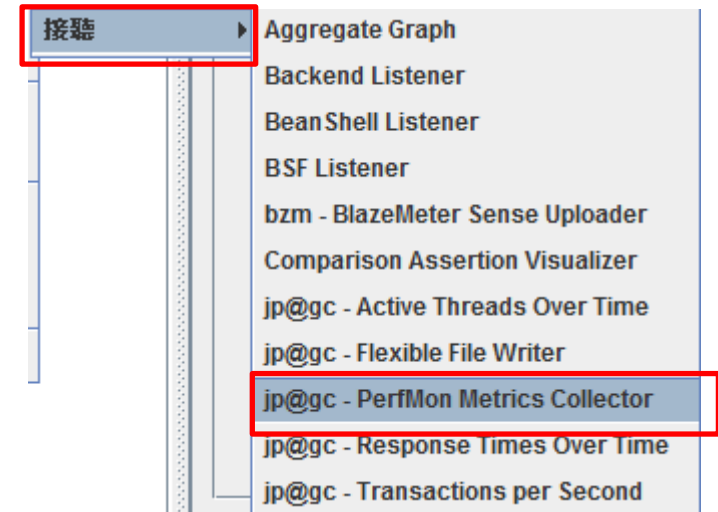 接聽
Aggregate Graph
Backend Listener
BeanShell Listener
BSF Listener
bzm - BlazeMeter Sense Uploader
Comparison Assertion Visualizer
jp@gc - Active Threads Over Time
jp@gc - Flexible File Writer
jp@gc - PerfMon Metrics Collector
jp@gc - Response Times Over Time
jp@gc - Transactions per Second